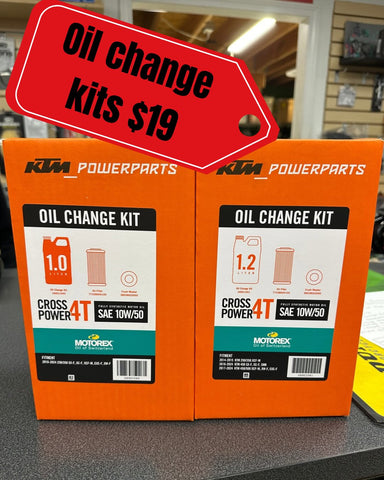 Oil change
kits $19
KTM POWERPARTS
OIL CHANGE KIT
1.0
LITER
CROSS
POWER 4T
FULLY SYNTHETIC MOTOR OIL
SAE 10W/50
MOTOREX
Oil of Switzerland
FITMENT
KTM POWERPARTS
OIL CHANGE KIT
1.2
LITER
CROSS
POWER 4T
FULLY SYNTHETIC MOTOR OIL
SAE 10W/50
MOTOREX
Oil of Switzerland
FITMENT